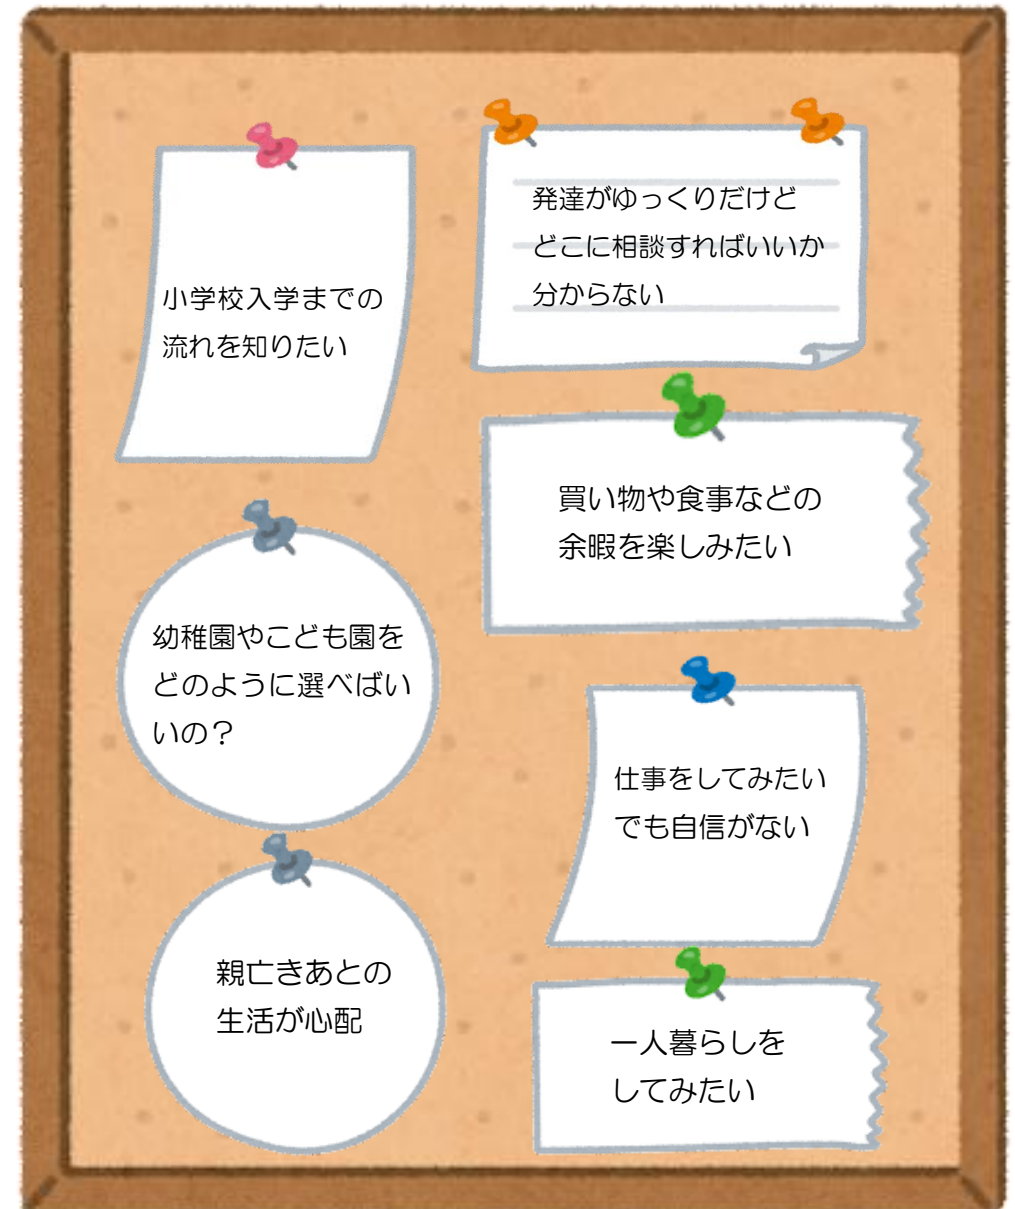 小学校入学までの
流れを知りたい
発達がゆっくりだけど
どこに相談すればいいか
分からない
買い物や食事などの
余暇を楽しみたい
幼稚園やこども園を
どのように選べばい
いの？
仕事をしてみたい
でも自信がない
親亡きあとの
生活が心配
一人暮らしを
してみたい